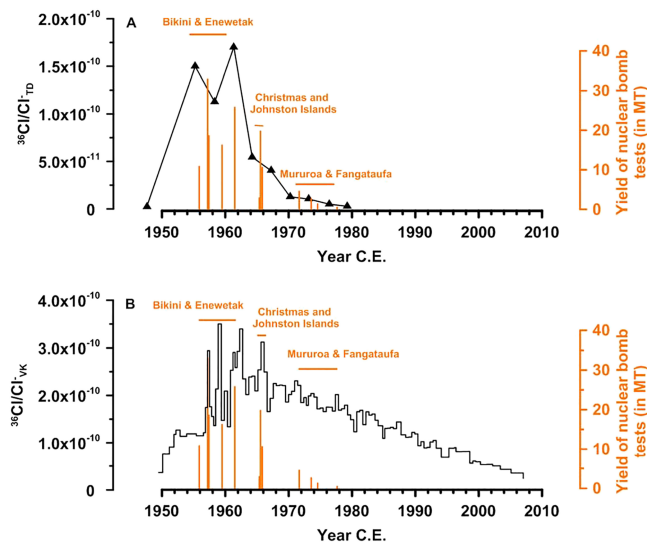 A
Bikini & Enewetak
2.0x10-10
1.5x10-10
1.0x10-10
5.0x10-11
0
36Cl/Cl-TD
Christmas and
Johnston Islands
Mururoa & Fangataufa
40
30
20
10
0
Yield of nuclear bomb
tests (in MT)
1950 1960 1970 1980 1990 2000 2010
Year C.E.
B
Bikini & Enewetak
4.0x10-10
3.0x10-10
2.0x10-10
1.0x10-10
0
36Cl/Cl-VK
Christmas and
Johnston Islands
Mururoa & Fangataufa
40
30
20
10
0
Yield of nuclear bomb
tests (in MT)
1950 1960 1970 1980 1990 2000 2010
Year C.E.